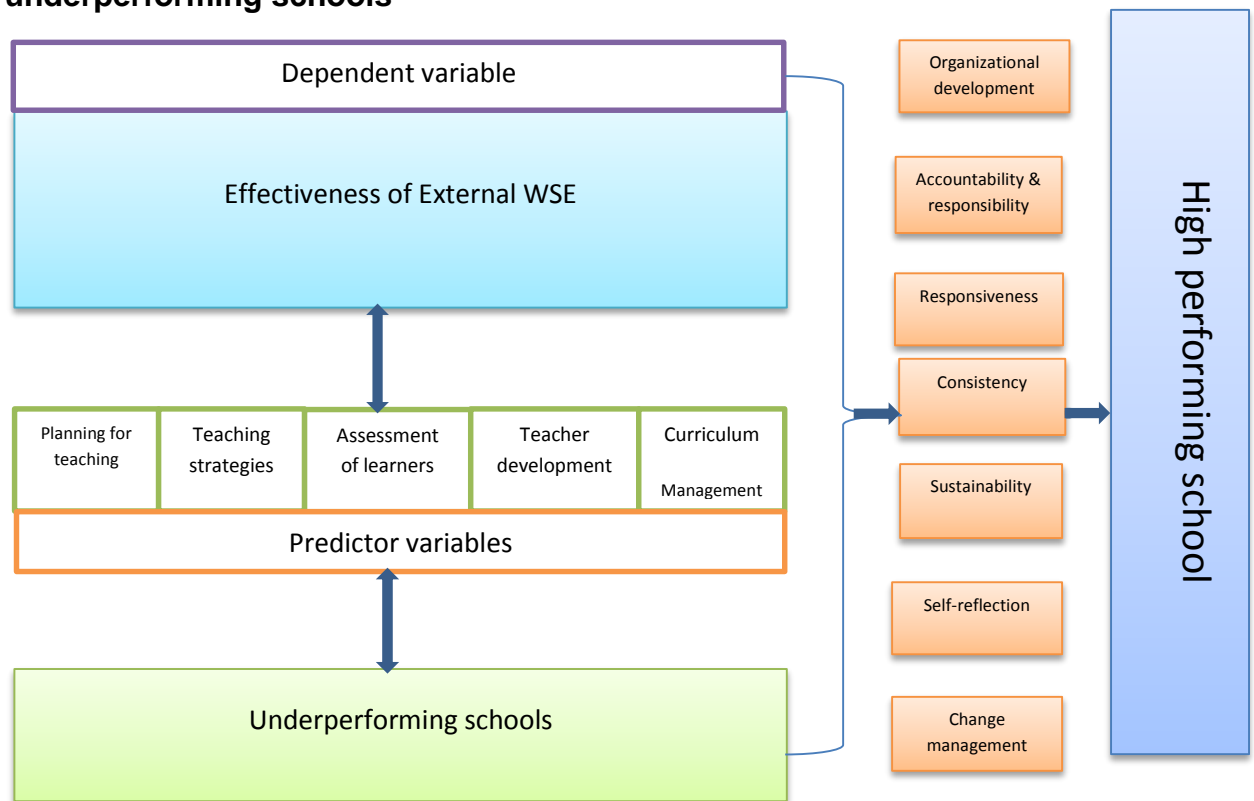 underperforming schools
Dependent variable
Effectiveness of External WSE
Planning for
teaching
Teaching
strategies
Assessment
of learners
Teacher
development
Curriculum
Management
Predictor variables
Underperforming schools
Organizational
development
Accountability &
responsibility
Responsiveness
Consistency
Sustainability
Self-reflection
Change
management
High performing school